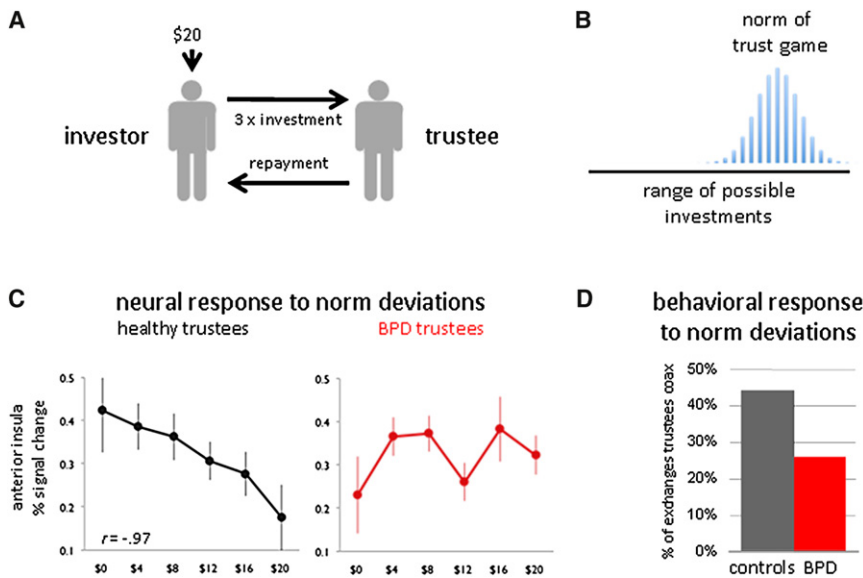 A
$20
investor
3 x investment
trustee
repayment
B
norm of
trust game
range of possible
investments
C
neural response to norm deviations
healthy trustees
BPD trustees
anterior insula
% signal change
0.5
0.4
0.3
0.2
0.1
r= -.97
$0 $4 $8 $12 $16 $20
0.5
0.4
0.3
0.2
0.1
$0 $4 $8 $12 $16 $20
D
behavioral response
to norm deviations
% of exchanges trustees coax
50%
40%
30%
20%
10%
0%
controls BPD